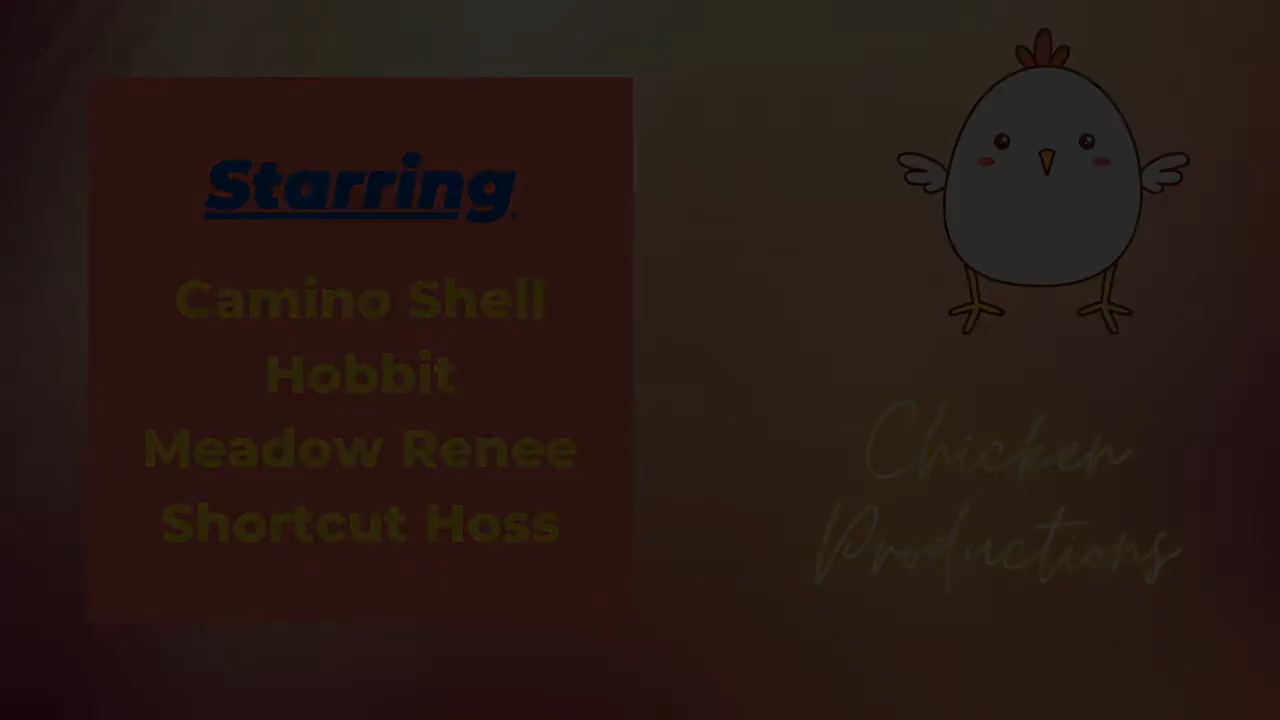 Starring
Camino Shell
Hobbit
Meadow Renee
Shortcut Hoss
Chicken
Productions